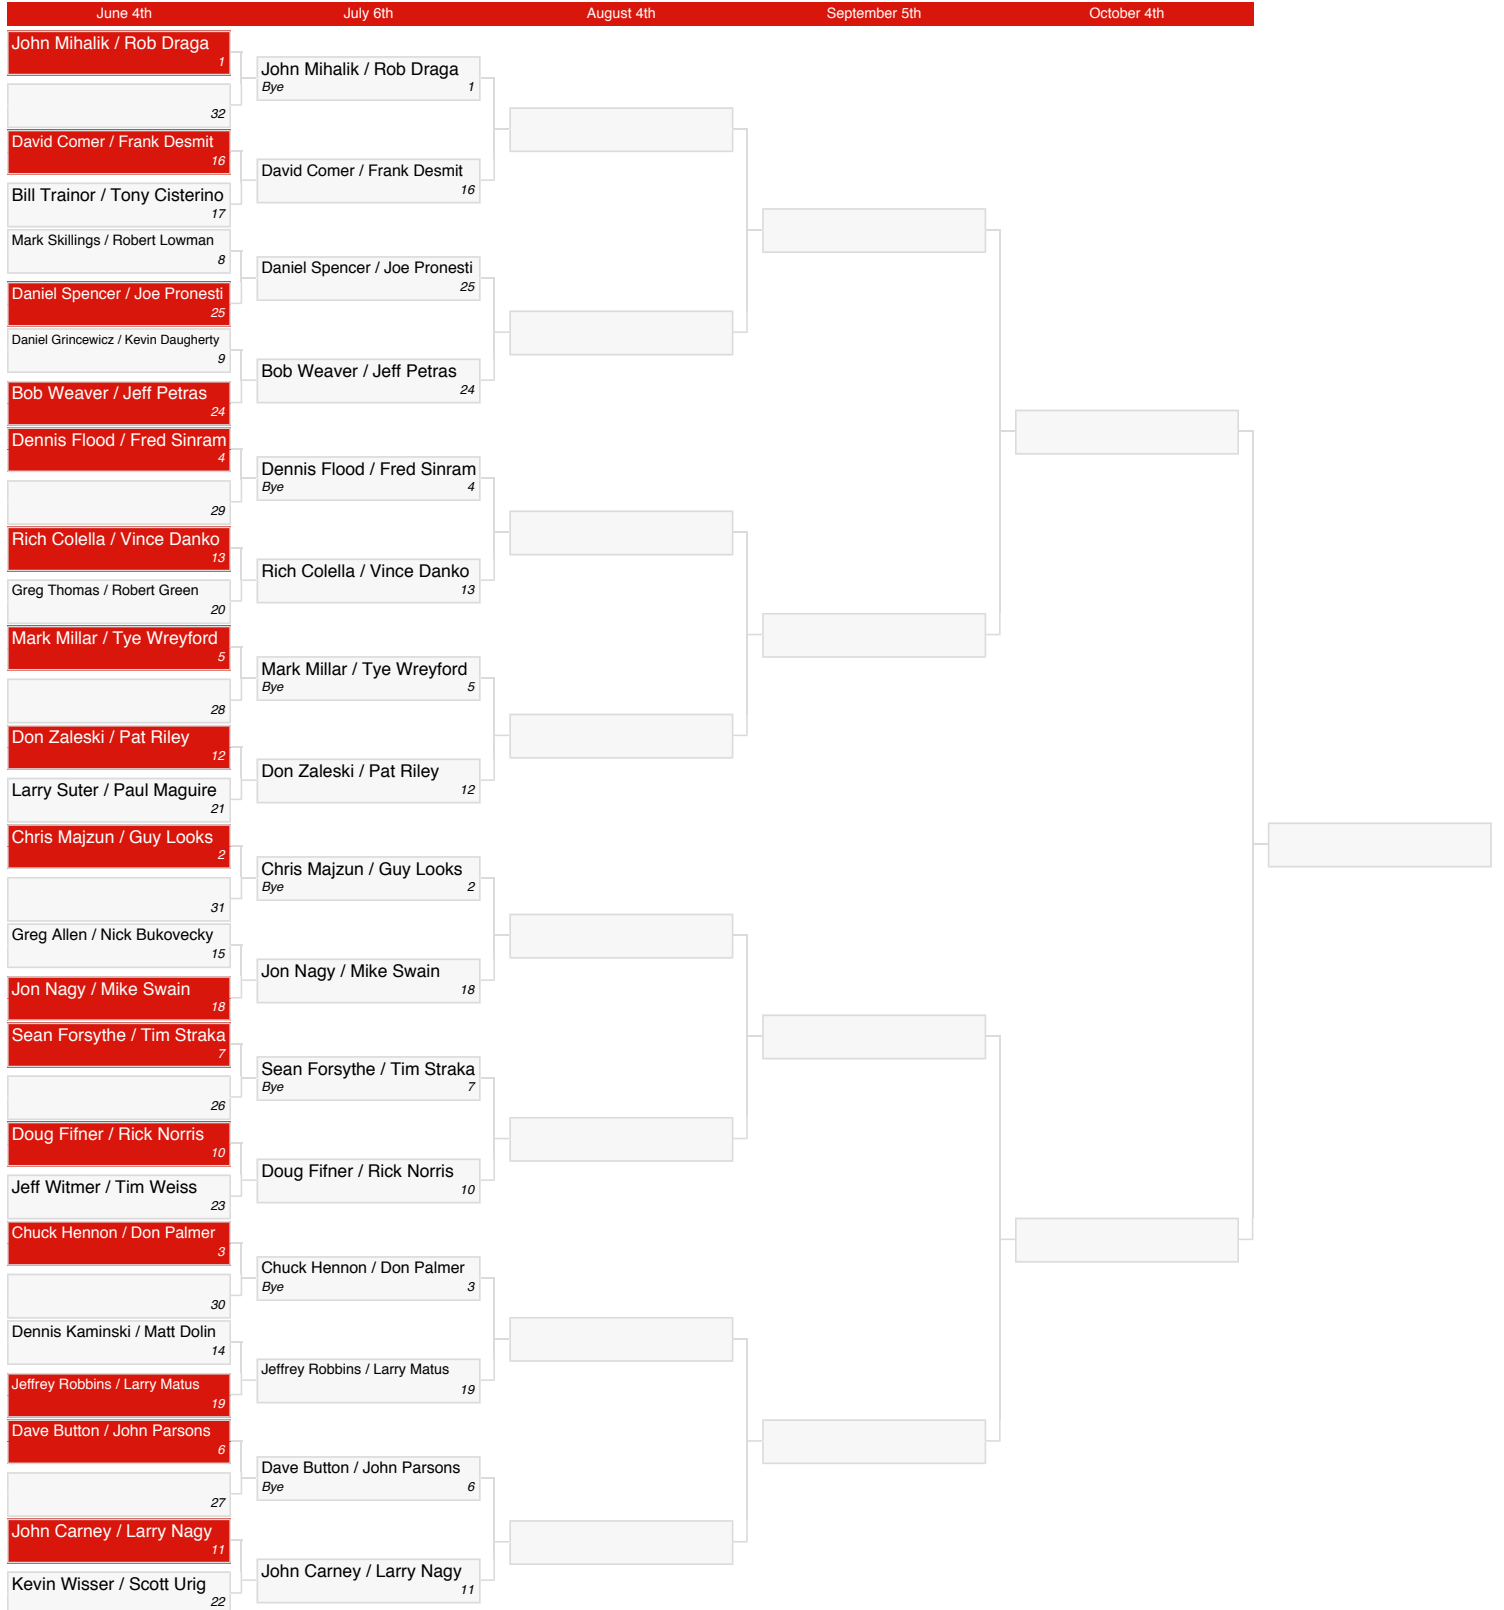 June 4th
July 6th
August 4th
September 5th
October 4th
John Mihalik / Rob Draga
1
32
David Comer / Frank Desmit
16
Bill Trainor / Tony Cisterino
17
Mark Skillings / Robert Lowman
8
Daniel Spencer / Joe Pronesti
25
Daniel Grincewicz / Kevin Daugherty
9
Bob Weaver / Jeff Petras
24
Dennis Flood / Fred Sinram
4
29
Rich Colella / Vince Danko
13
Greg Thomas / Robert Green
20
Mark Millar / Tye Wreyford
5
28
Don Zaleski / Pat Riley
12
Larry Suter / Paul Maguire
21
Chris Majzun / Guy Looks
2
31
Greg Allen / Nick Bukovecky
15
Jon Nagy / Mike Swain
18
Sean Forsythe / Tim Straka
7
26
Doug Fifner / Rick Norris
10
Jeff Witmer / Tim Weiss
23
Chuck Hennon / Don Palmer
3
30
Dennis Kaminski / Matt Dolin
14
Jeffrey Robbins / Larry Matus
19
Dave Button / John Parsons
6
27
John Carney / Larry Nagy
11
Kevin Wisser / Scott Urig
22
John Mihalik / Rob Draga
Bye 1
David Comer / Frank Desmit
16
Daniel Spencer / Joe Pronesti
25
Bob Weaver / Jeff Petras
24
Dennis Flood / Fred Sinram
Bye 4
Rich Colella / Vince Danko
13
Mark Millar / Tye Wreyford
Bye 5
Don Zaleski / Pat Riley
12
Chris Majzun / Guy Looks
Bye 2
Jon Nagy / Mike Swain
18
Sean Forsythe / Tim Straka
Bye 7
Doug Fifner / Rick Norris
10
Chuck Hennon / Don Palmer
Bye 3
Jeffrey Robbins / Larry Matus
19
Dave Button / John Parsons
Bye 6
John Carney / Larry Nagy
11